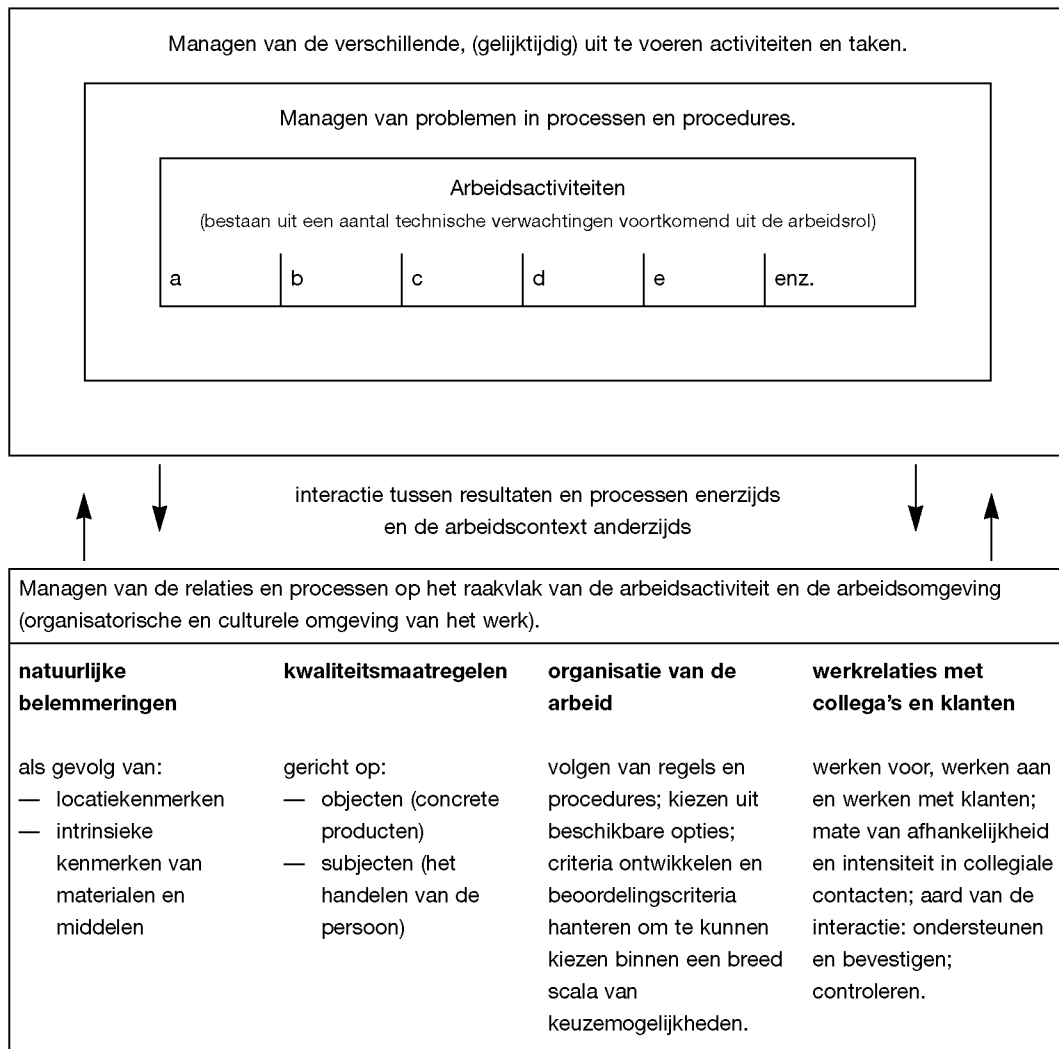 Managen van de verschillende, (gelijktijdig) uit te voeren activiteiten en taken.
Managen van problemen in processen en procedures.
Arbeidsactiviteiten
(bestaan uit een aantal technische verwachtingen voortkomend uit de arbeidsrol)
a b c d e enz.
interactie tussen resultaten en processen enerzijds
en de arbeidscontext anderzijds
Managen van de relaties en processen op het raakvlak van de arbeidsactiviteit en de arbeidsomgeving
(organisatorische en culturele omgeving van het werk).
natuurlijke
belemmeringen
als gevolg van:
— locatiekenmerken
— intrinsieke
kenmerken van
materialen en
middelen
kwaliteitsmaatregelen
gericht op:
— objecten (concrete
producten)
— subjecten (het
handelen van de
persoon)
organisatie van de
arbeid
volgen van regels en
procedures; kiezen uit
beschikbare opties;
criteria ontwikkelen en
beoordelingscriteria
hanteren om te kunnen
kiezen binnen een breed
scala van
keuzemogelijkheden.
werkrelaties met
collega's en klanten
werken voor, werken aan
en werken met klanten;
mate van afhankelijkheid
en intensiteit in collegiale
contacten; aard van de
interactie: ondersteunen
en bevestigen;
controleren.